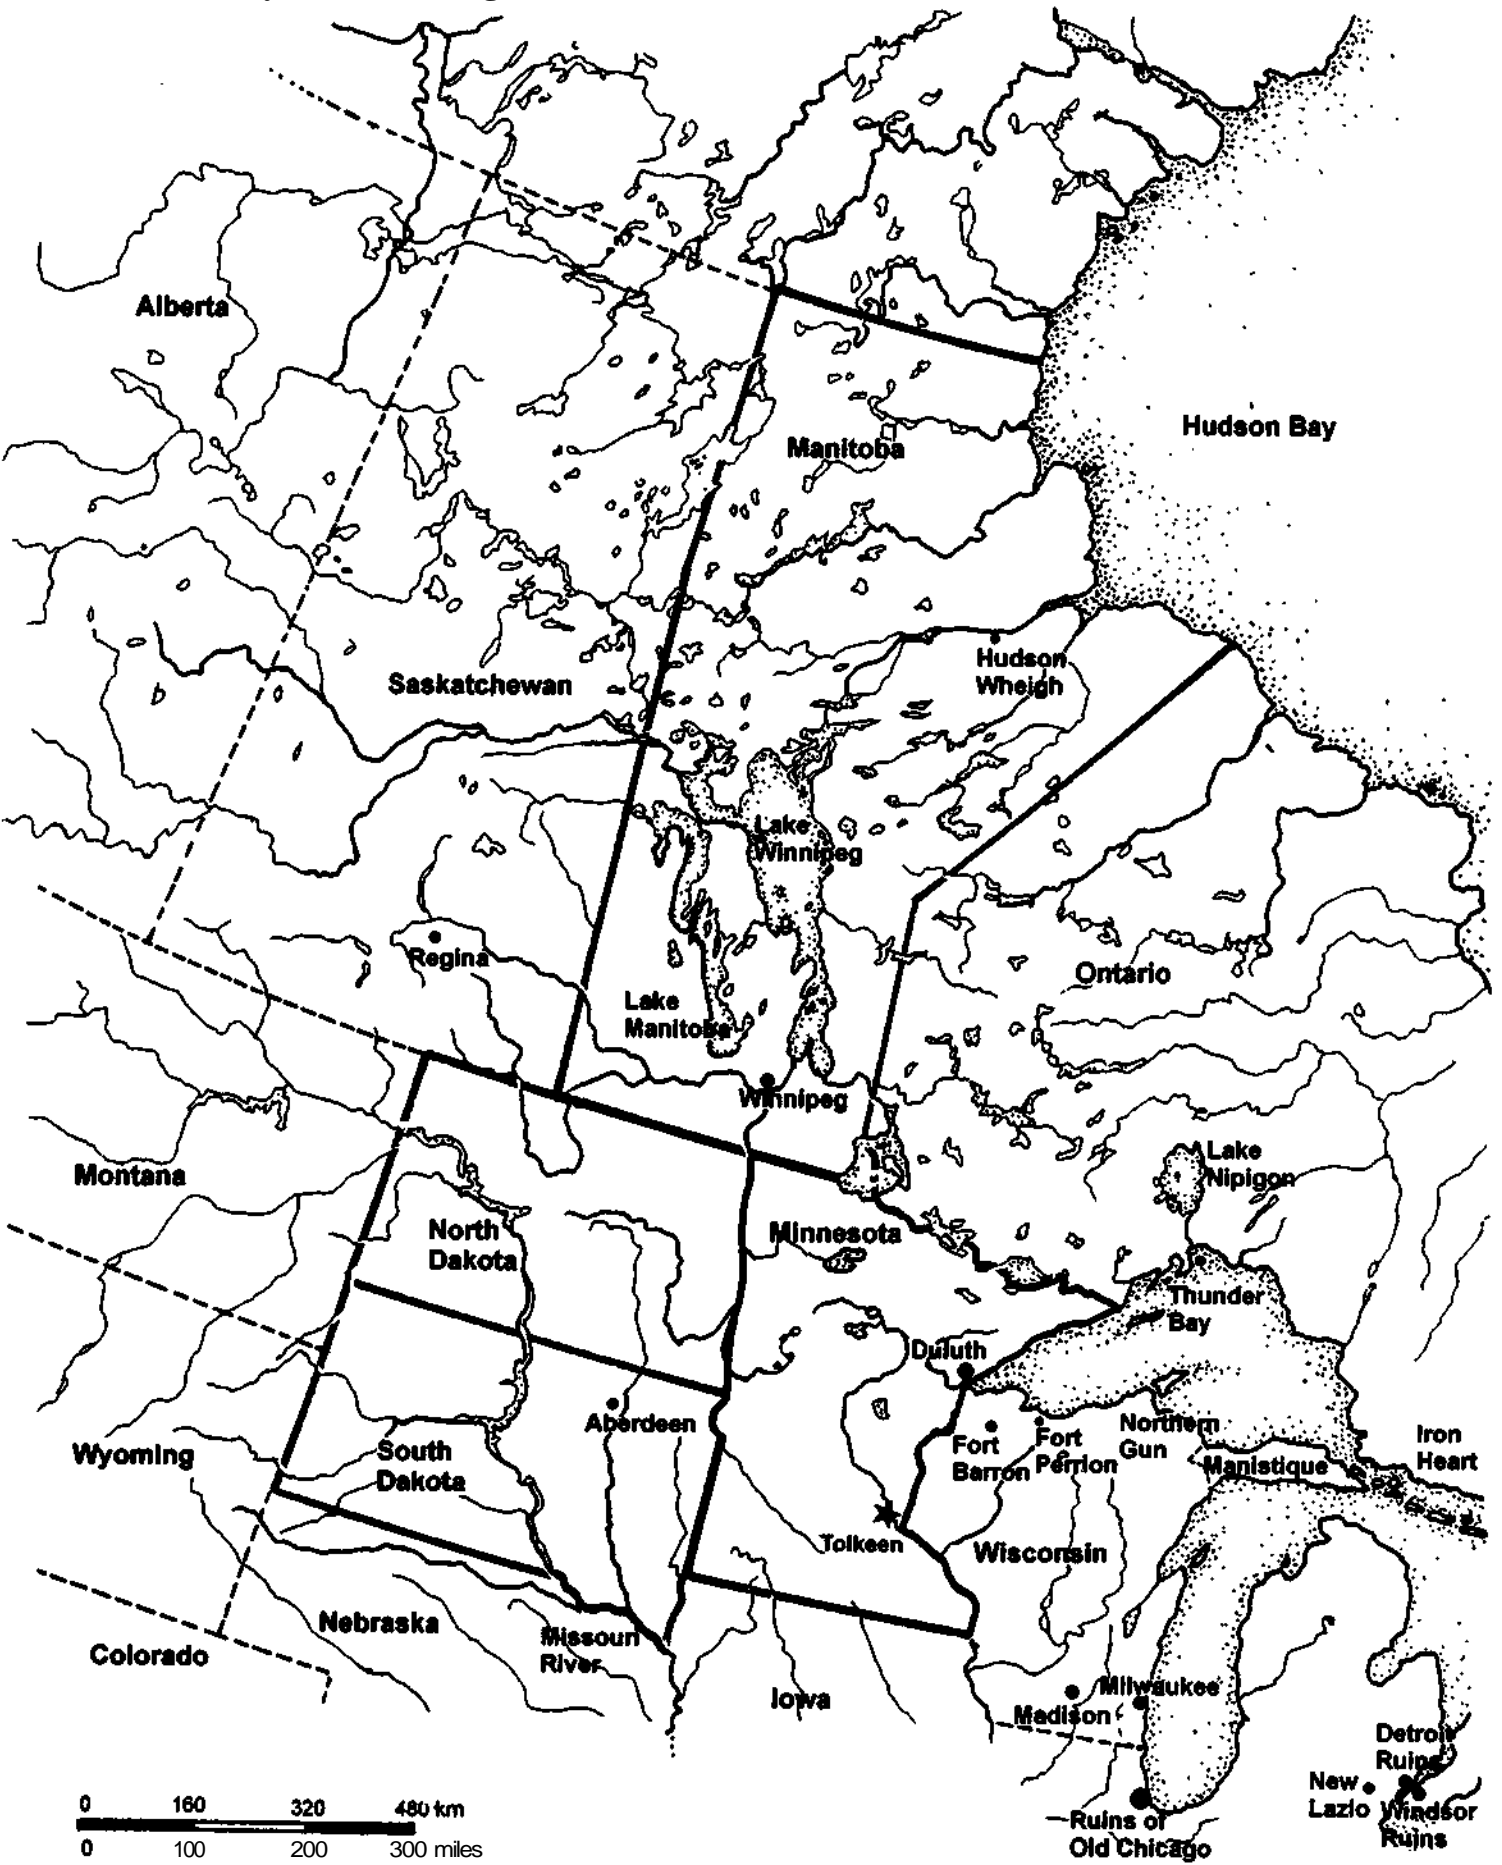 Alberta
Hudson Bay
Manitoba
Hudson
Wheigh
Saskatchewan
Lake
Winnipeg
Regina
Ontario
Lake
Manitoba
Winnipeg
Lake
Nipigon
Montana
North
Dakota
Minnesota
Thunder
Bay
Duluth
Aberdeen
Northern
Gun
Iron
Heart
Fort
Barron
Fort
Perrion
Manistique
Wyoming
South
Dakota
Tolkeen
Wisconsin
Nebraska
Missouri
River
Colorado
Iowa
Milwaukee
Madison
Detroit
Ruins
New
Lazlo
Windsor
Ruins
Ruins of
Old Chicago
0 160 320 480 km
0 100 200 300 miles